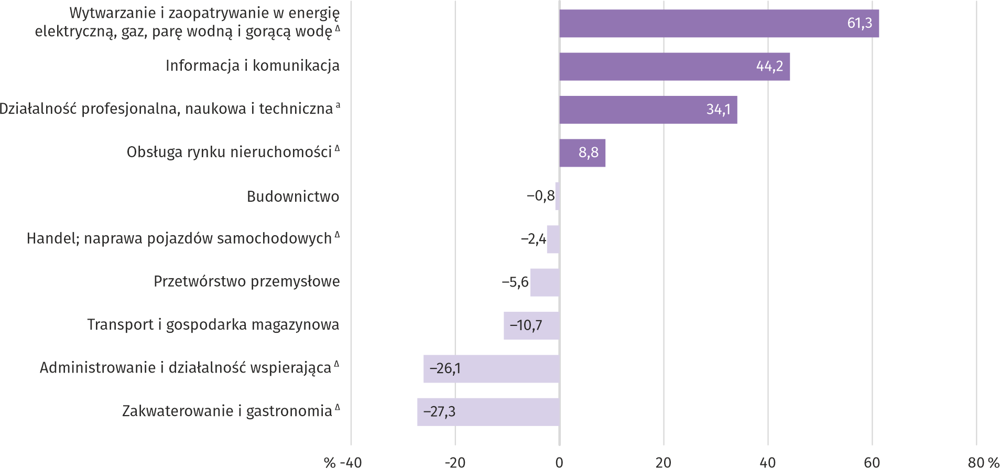 Wytwarzanie i zaopatrywanie w energię
elektryczną, gaz, parę wodną i gorącą wodę Δ
61,3
Informacja i komunikacja
44,2
Działalność profesjonalna, naukowa i techniczna a
34,1
Obsługa rynku nieruchomości Δ
8,8
Budownictwo
–0,8
Handel; naprawa pojazdów samochodowych Δ
–2,4
Przetwórstwo przemysłowe
–5,6
Transport i gospodarka magazynowa
–10,7
Administrowanie i działalność wspierająca Δ
–26,1
Zakwaterowanie i gastronomia Δ
–27,3
% -40 -20 0 20 40 60 80 %